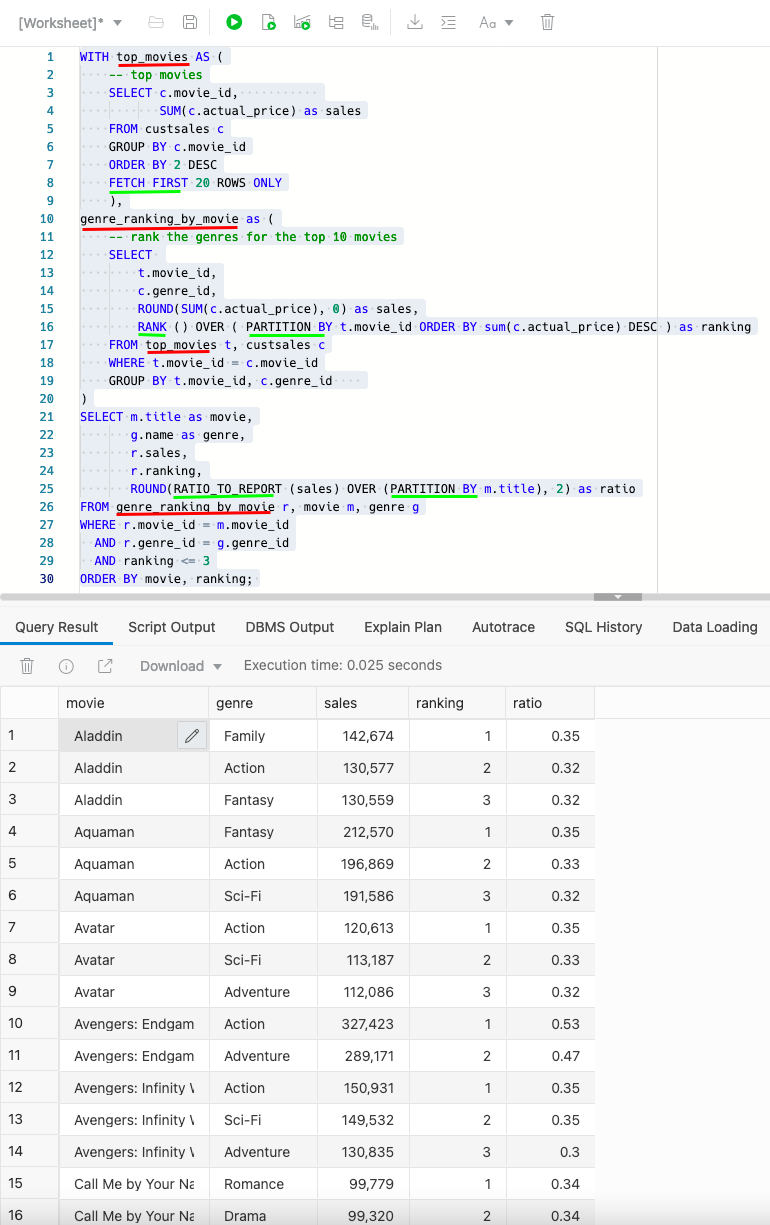 [Worksheet]*
Aa
1 WITH top_movies AS (
2 -- top movies
3 SELECT c.movie_id,
4 SUM(c.actual_price) as sales
5 FROM custsales c
6 GROUP BY c.movie_id
7 ORDER BY 2 DESC
8 FETCH FIRST 20 ROWS ONLY
9 ),
10 genre_ranking_by_movie as (
11 -- rank the genres for the top 10 movies
12 SELECT
13 t.movie_id,
14 c.genre_id,
15 ROUND(SUM(c.actual_price), 0) as sales,
16 RANK () OVER ( PARTITION BY t.movie_id ORDER BY sum(c.actual_price) DESC ) as ranking
17 FROM top_movies t, custsales c
18 WHERE t.movie_id = c.movie_id
19 GROUP BY t.movie_id, c.genre_id
20 )
21 SELECT m.title as movie,
22 g.name as genre,
23 r.sales,
24 r.ranking,
25 ROUND(RATIO_TO_REPORT (sales) OVER (PARTITION BY m.title), 2) as ratio
26 FROM genre_ranking_by_movie r, movie m, genre g
27 WHERE r.movie_id = m.movie_id
28 AND r.genre_id = g.genre_id
29 AND ranking <= 3
30 ORDER BY movie, ranking;
Query Result Script Output DBMS Output Explain Plan Autotrace SQL History Data Loading
Download Execution time: 0.025 seconds
movie genre sales ranking ratio
1 Aladdin Family 142,674 1 0.35
2 Aladdin Action 130,577 2 0.32
3 Aladdin Fantasy 130,559 3 0.32
4 Aquaman Fantasy 212,570 1 0.35
5 Aquaman Action 196,869 2 0.33
6 Aquaman Sci-Fi 191,586 3 0.32
7 Avatar Action 120,613 1 0.35
8 Avatar Sci-Fi 113,187 2 0.33
9 Avatar Adventure 112,086 3 0.32
10 Avengers: Endgam Action 327,423 1 0.53
11 Avengers: Endgam Adventure 289,171 2 0.47
12 Avengers: Infinity Action 150,931 1 0.35
13 Avengers: Infinity Sci-Fi 149,532 2 0.35
14 Avengers: Infinity Adventure 130,835 3 0.3
15 Call Me by Your Na Romance 99,779 1 0.34
16 Call Me by Your Na Drama 99,320 2 0.34